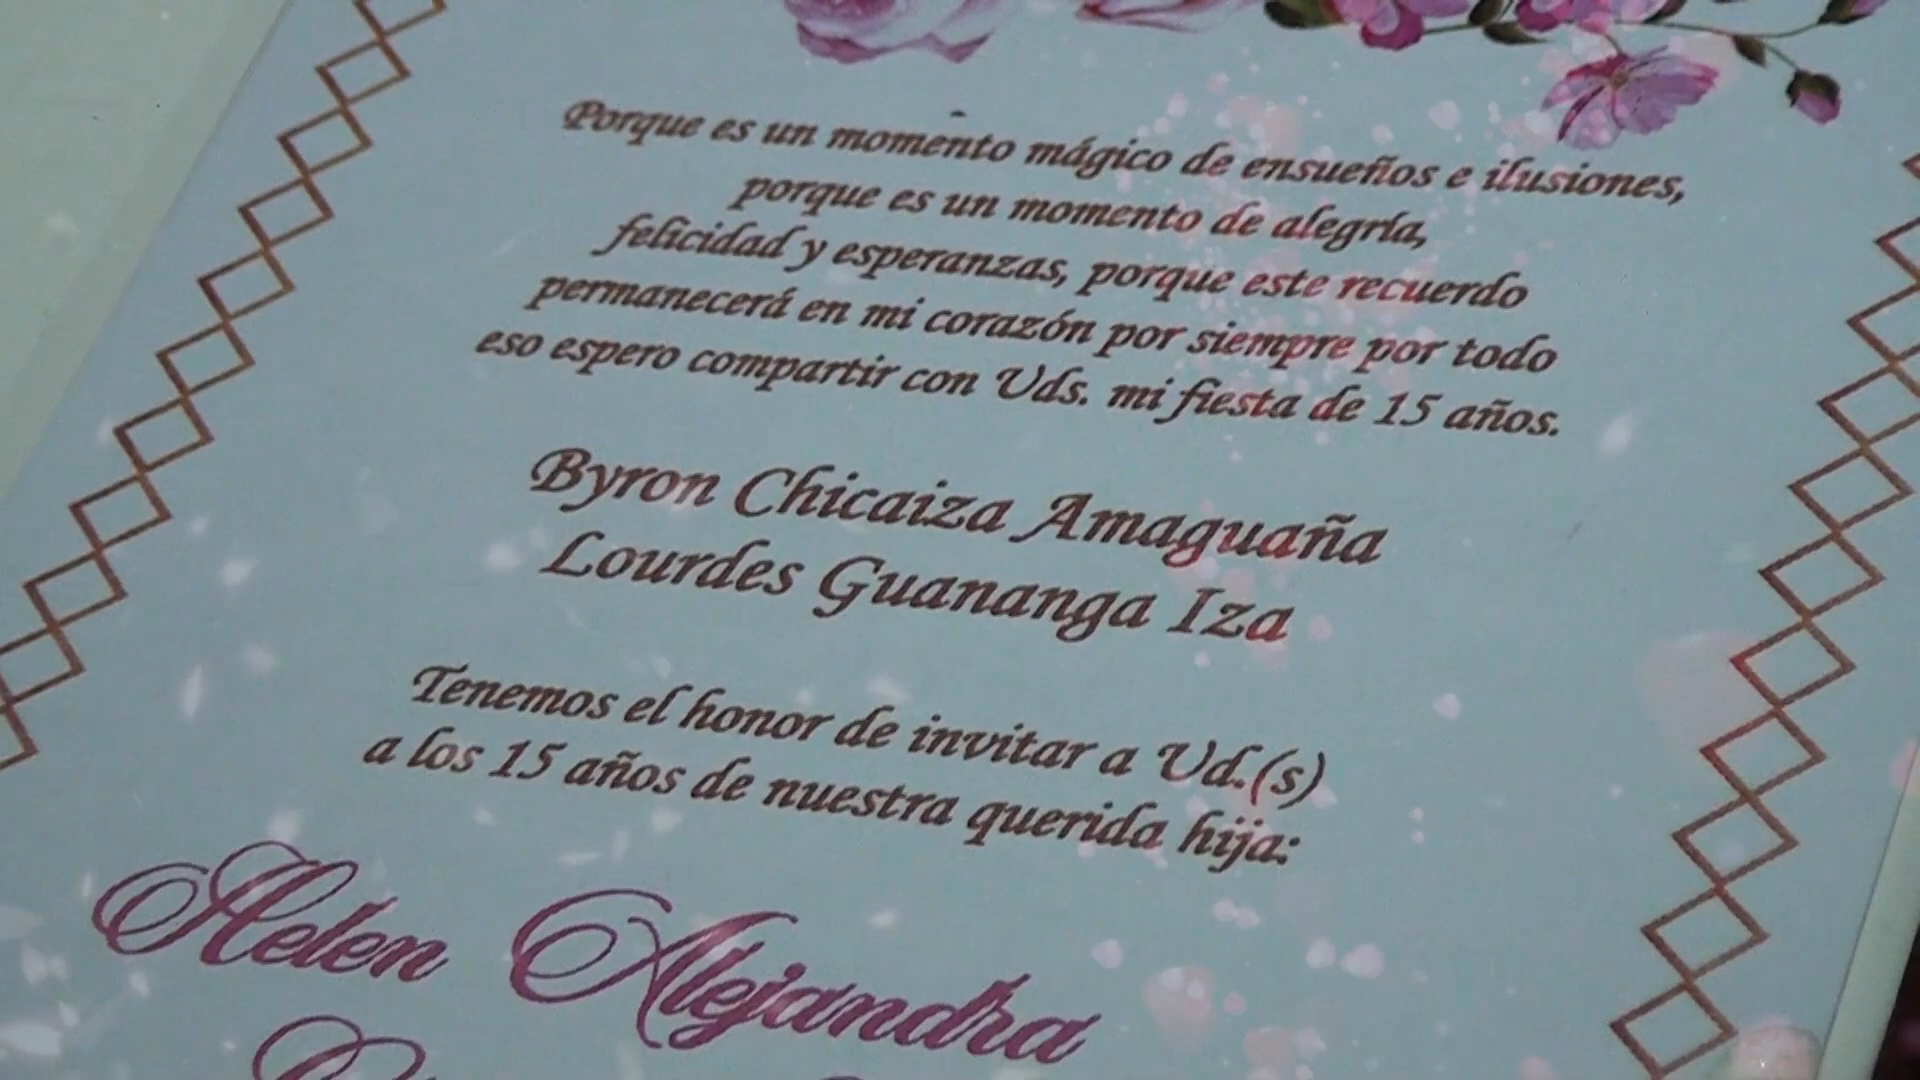 Porque es un momento mágico de ensueños e ilusiones,
porque es un momento de alegría,
felicidad y esperanzas, porque este recuerdo
permanecerá en mi corazón por siempre por todo
eso espero compartir con Uds. mi fiesta de 15 años.
Byron Chicaiza Amaguaña
Lourdes Guananga Iza
Tenemos el honor de invitar a Ud.(s)
a los 15 años de nuestra querida hija:
Helen Alejandra